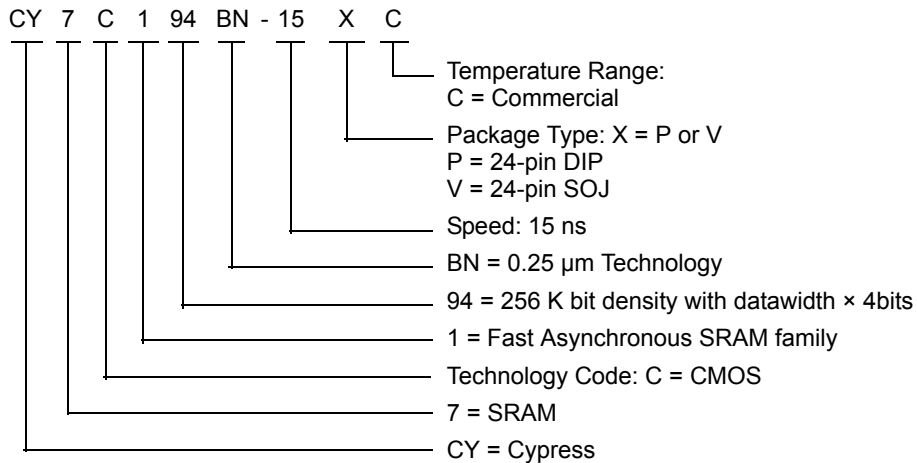 CY 7 C 1 94 BN - 15 X C
Temperature Range:
C = Commercial
Package Type: X = P or V
P = 24-pin DIP
V = 24-pin SOJ
Speed: 15 ns
BN = 0.25 μm Technology
94 = 256 K bit density with datawidth × 4bits
1 = Fast Asynchronous SRAM family
Technology Code: C = CMOS
7 = SRAM
CY = Cypress